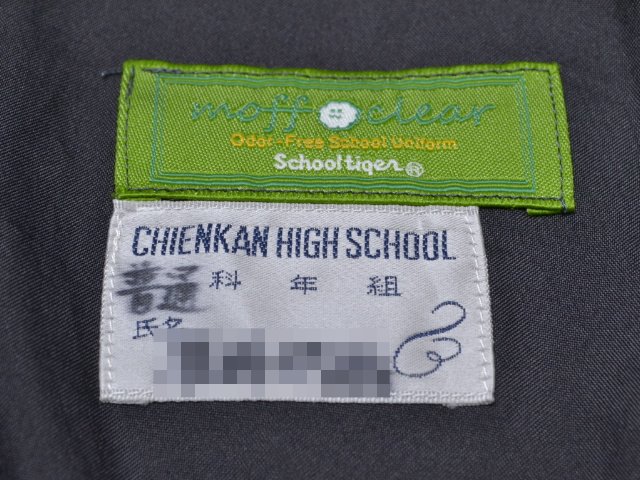 moff clear
Odor-Free School Uniform
Schooltiger®
CHIENKAN HIGH SCHOOL
普通科 年 組
氏名